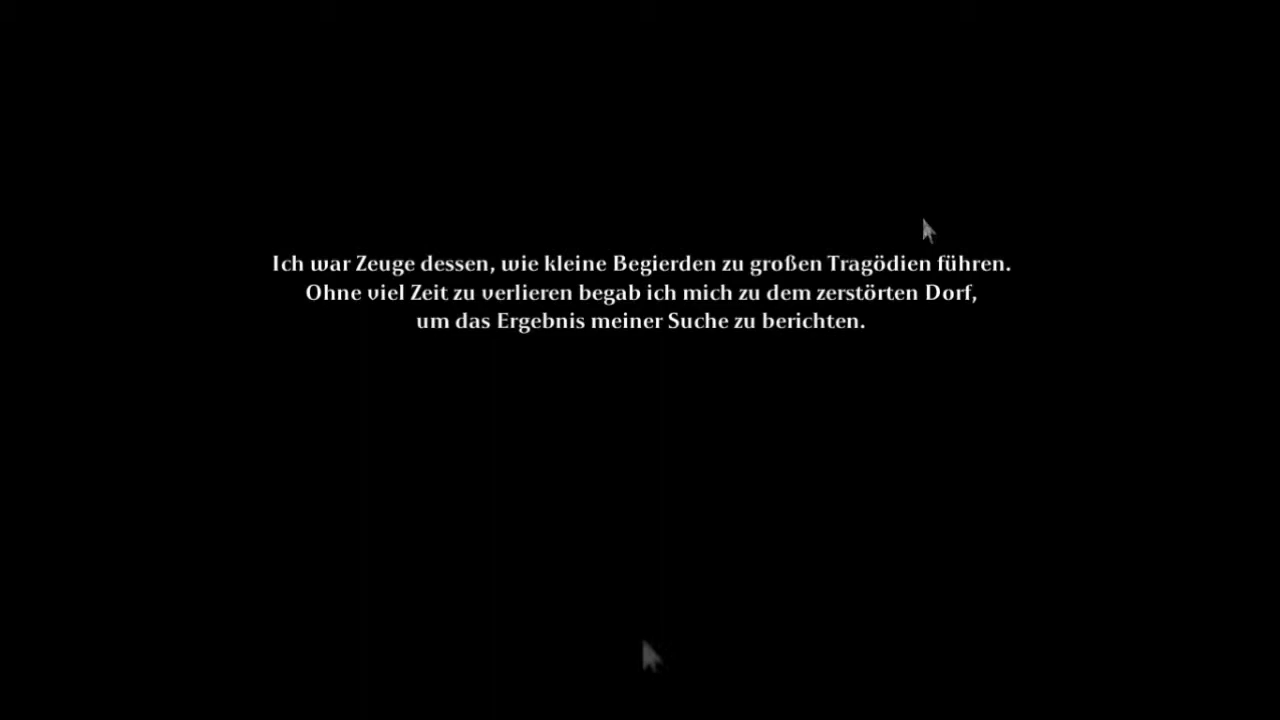 Ich war Zeuge dessen, wie kleine Begierden zu großen Tragödien führen.
Ohne viel Zeit zu verlieren begab ich mich zu dem zerstörten Dorf,
um das Ergebnis meiner Suche zu berichten.